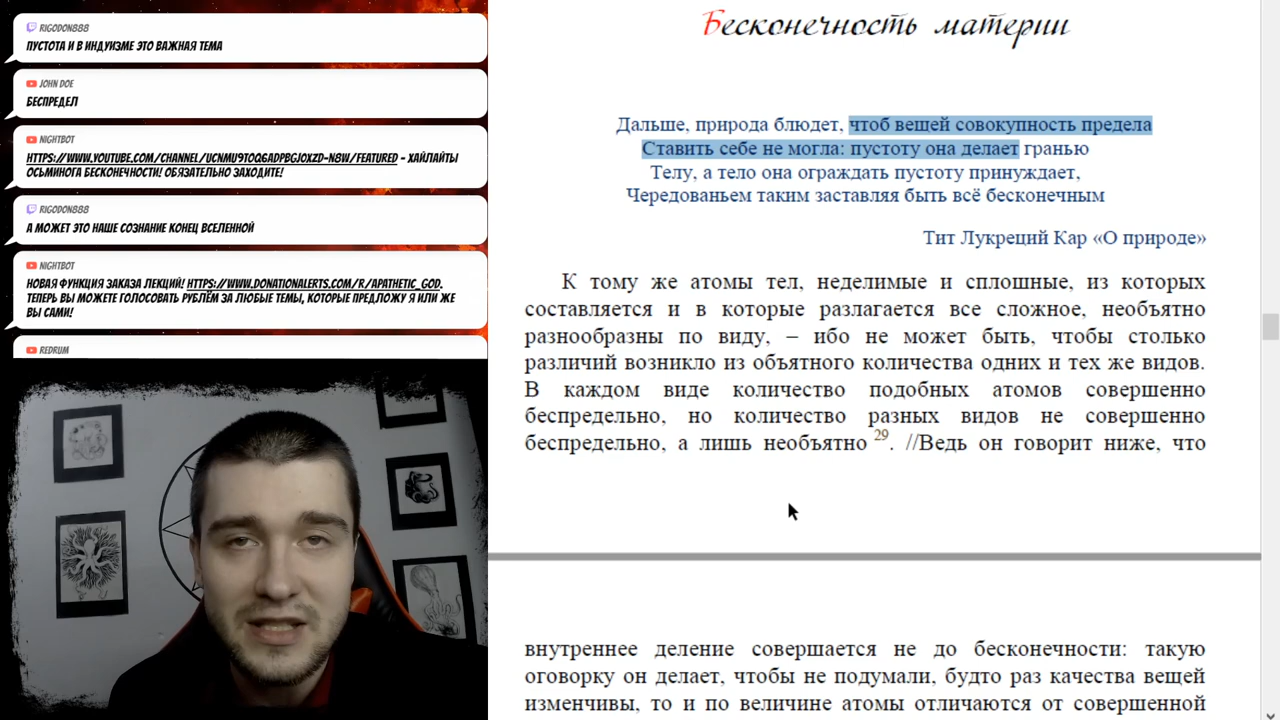 RIGODON888
ПУСТОТА И В ИНДУИЗМЕ ЭТО ВАЖНАЯ ТЕМА
JOHN DOE
БЕСПРЕДЕЛ
NIGHTBOT
HTTPS://WWW.YOUTUBE.COM/CHANNEL/UCNMU9TOQ6ADPBGJOXZD-N8W/FEATURED - ХАЙЛАЙТЫ
ОСЬМИНОГА БЕСКОНЕЧНОСТИ! ОБЯЗАТЕЛЬНО ЗАХОДИТЕ!
RIGODON888
А МОЖЕТ ЭТО НАШЕ СОЗНАНИЕ КОНЕЦ ВСЕЛЕННОЙ
NIGHTBOT
НОВАЯ ФУНКЦИЯ ЗАКАЗА ЛЕКЦИЙ! HTTPS://WWW.DONATIONALERTS.COM/R/APATHETIC_GOD.
ТЕПЕРЬ ВЫ МОЖЕТЕ ГОЛОСОВАТЬ РУБЛЁМ ЗА ЛЮБЫЕ ТЕМЫ, КОТОРЫЕ ПРЕДЛОЖУ Я ИЛИ ЖЕ
ВЫ САМИ!
REDRUM
Бесконечность материи
Дальше, природа блюдет, чтоб вещей совокупность предела
Ставить себе не могла: пустоту она делает гранью
Телу, а тело она ограждать пустоту принуждает,
Чередованьем таким заставляя быть всё бесконечным
Тит Лукреций Кар «О природе»
К тому же атомы тел, неделимые и сплошные, из которых
составляется и в которые разлагается все сложное, необъятно
разнообразны по виду, – ибо не может быть, чтобы столько
различий возникло из объятного количества одних и тех же видов.
В каждом виде количество подобных атомов совершенно
беспредельно, но количество разных видов не совершенно
беспредельно, а лишь необъятно 29. //Ведь он говорит ниже, что
внутреннее деление совершается не до бесконечности: такую
оговорку он делает, чтобы не подумали, будто раз качества вещей
изменчивы, то и по величине атомы отличаются от совершенной